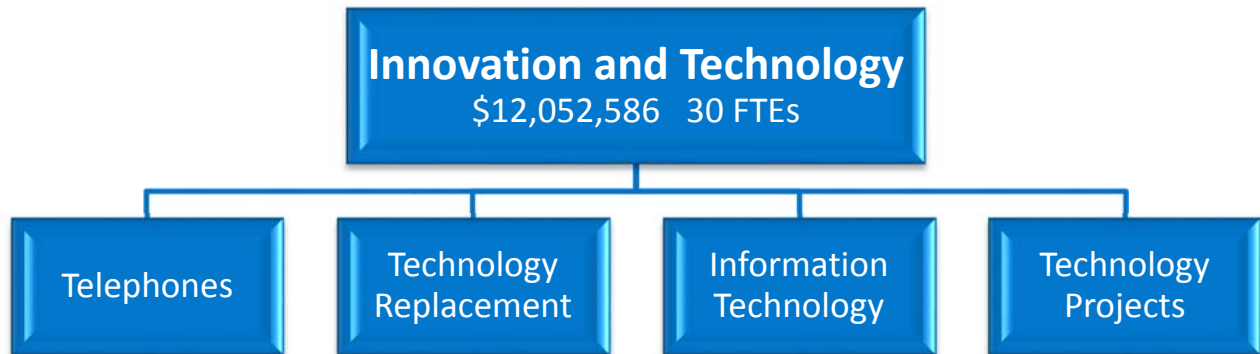 Innovation and Technology
$12,052,586   30 FTEs
Telephones
Technology
Replacement
Information
Technology
Technology
Projects